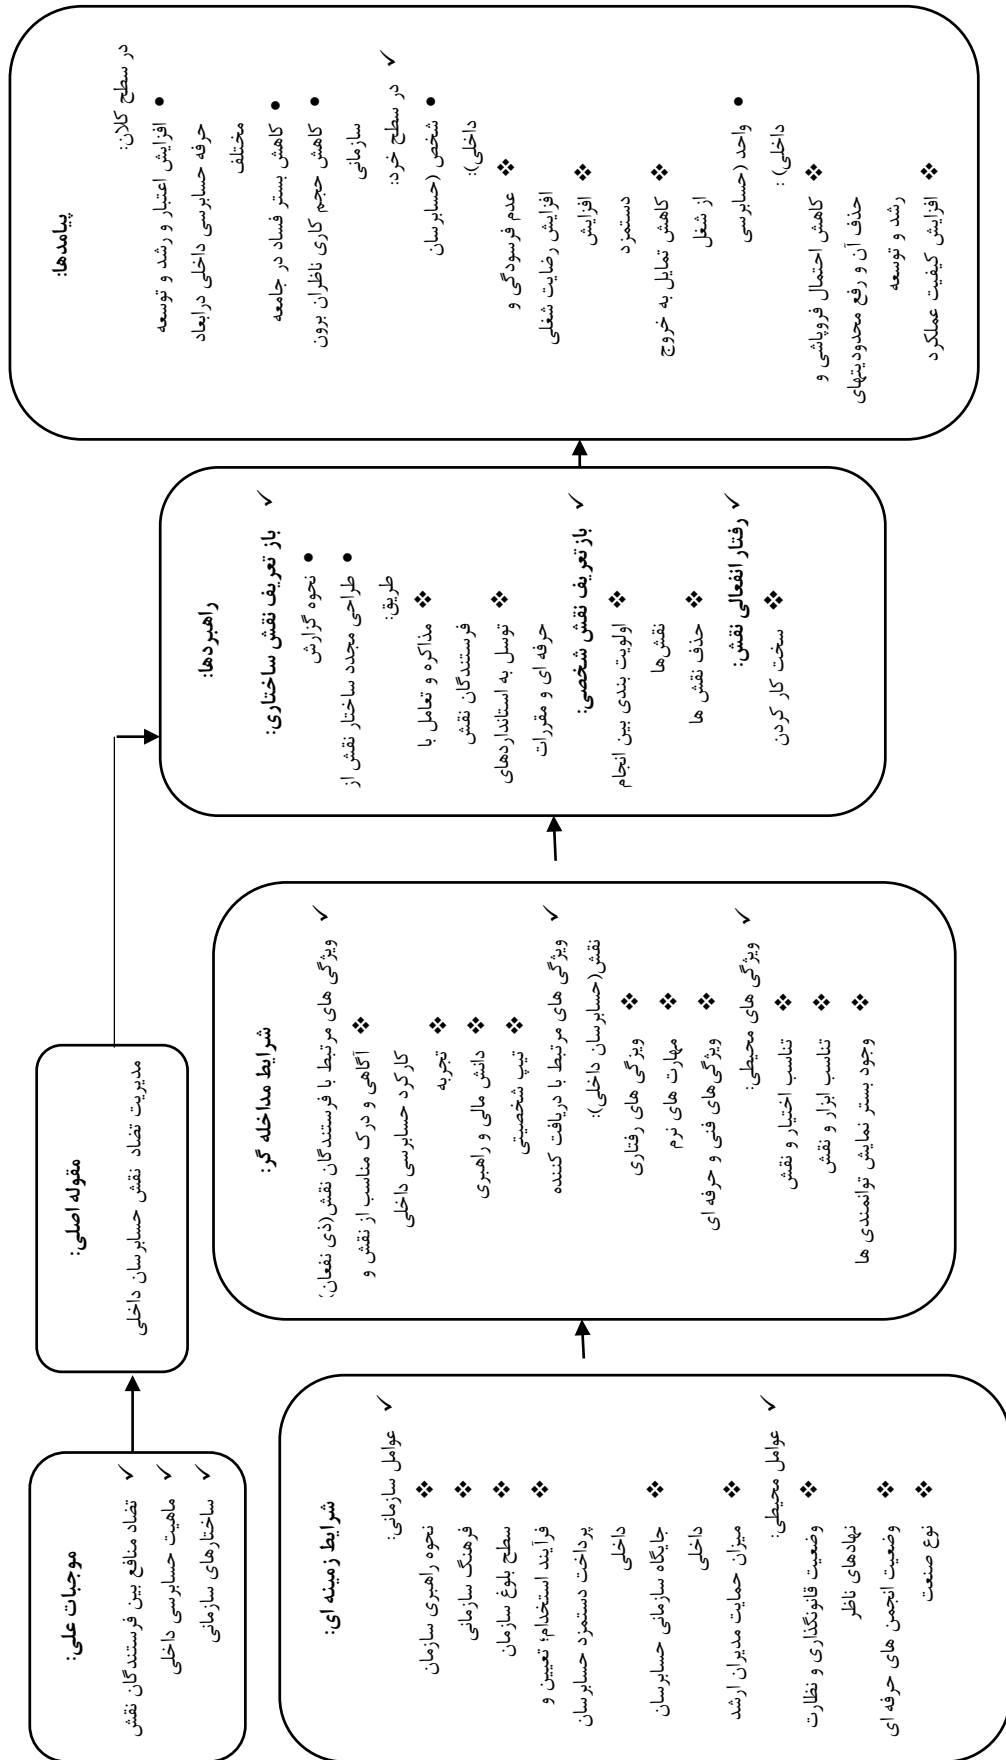 موجبات علی:
✓ تضاد منافع بین فرستندگان نقش
✓ ماهیت حسابرسی داخلی
✓ ساختارهای سازمانی
مقوله اصلی:
مدیریت تضاد نقش حسابرسان داخلی
شرایط زمینه ای:
✓ عوامل سازمانی:
❖ نحوه راهبری سازمان
❖ فرهنگ سازمانی
❖ سطح بلوغ سازمان
❖ فرآیند استخدام؛ تعیین و
پرداخت دستمزد حسابرسان
داخلی
❖ جایگاه سازمانی حسابرسان
داخلی
❖ میزان حمایت مدیران ارشد
✓ عوامل محیطی:
❖ وضعیت قانونگذاری و نظارت
نهادهای ناظر
❖ وضعیت انجمن های حرفه ای
❖ نوع صنعت
شرایط مداخله گر:
✓ ویژگی های مرتبط با فرستندگان نقش(ذی نفعان)
❖ آگاهی و درک مناسب از نقش و
کارکرد حسابرسی داخلی
❖ تجربه
❖ دانش مالی و راهبری
❖ تیپ شخصیتی
✓ ویژگی های مرتبط با دریافت کننده
نقش(حسابرسان داخلی):
❖ ویژگی های رفتاری
❖ مهارت های نرم
❖ ویژگی‌های فنی و حرفه ای
✓ ویژگی های محیطی:
❖ تناسب اختیار و نقش
❖ تناسب ابزار و نقش
❖ وجود بستر نمایش توانمندی ها
راهبردها:
✓ باز تعریف نقش ساختاری:
• نحوه گزارش
• طراحی مجدد ساختار نقش از
طریق:
❖ مذاکره و تعامل با
فرستندگان نقش
❖ توسل به استانداردهای
حرفه ای و مقررات
✓ باز تعریف نقش شخصی:
❖ اولویت بندی بین انجام
نقش‌ها
❖ حذف نقش ها
✓ رفتار انفعالی نقش:
❖ سخت کار کردن
پیامدها:
در سطح کلان:
• افزایش اعتبار و رشد و توسعه
حرفه حسابرسی داخلی درابعاد
مختلف
• کاهش بستر فساد در جامعه
• کاهش حجم کاری ناظران برون
سازمانی
✓ در سطح خرد:
• شخص (حسابرسان
داخلی):
❖ عدم فرسودگی و
افزایش رضایت شغلی
❖ افزایش
دستمزد
❖ کاهش تمایل به خروج
از شغل
• واحد (حسابرسی
داخلی) :
❖ کاهش احتمال فروپاشی و
حذف آن و رفع محدودیتهای
رشد و توسعه
❖ افزایش کیفیت عملکرد